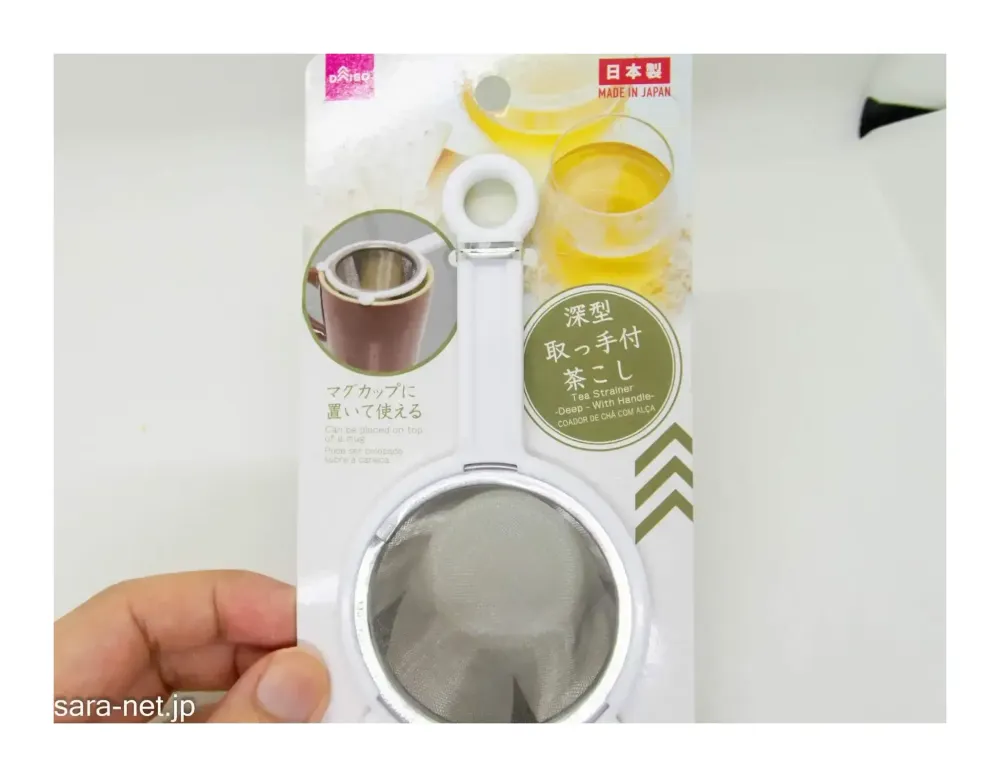 DAISO
日本製
MADE IN JAPAN
深型
取っ手付
茶こし
Tea Strainer
-Deep - With Handle-
COADOR DE CHÁ COM ALÇA
マグカップに
置いて使える
Can be placed on top
of a mug
Pode ser colocado
sobre a caneca
sara-net.jp